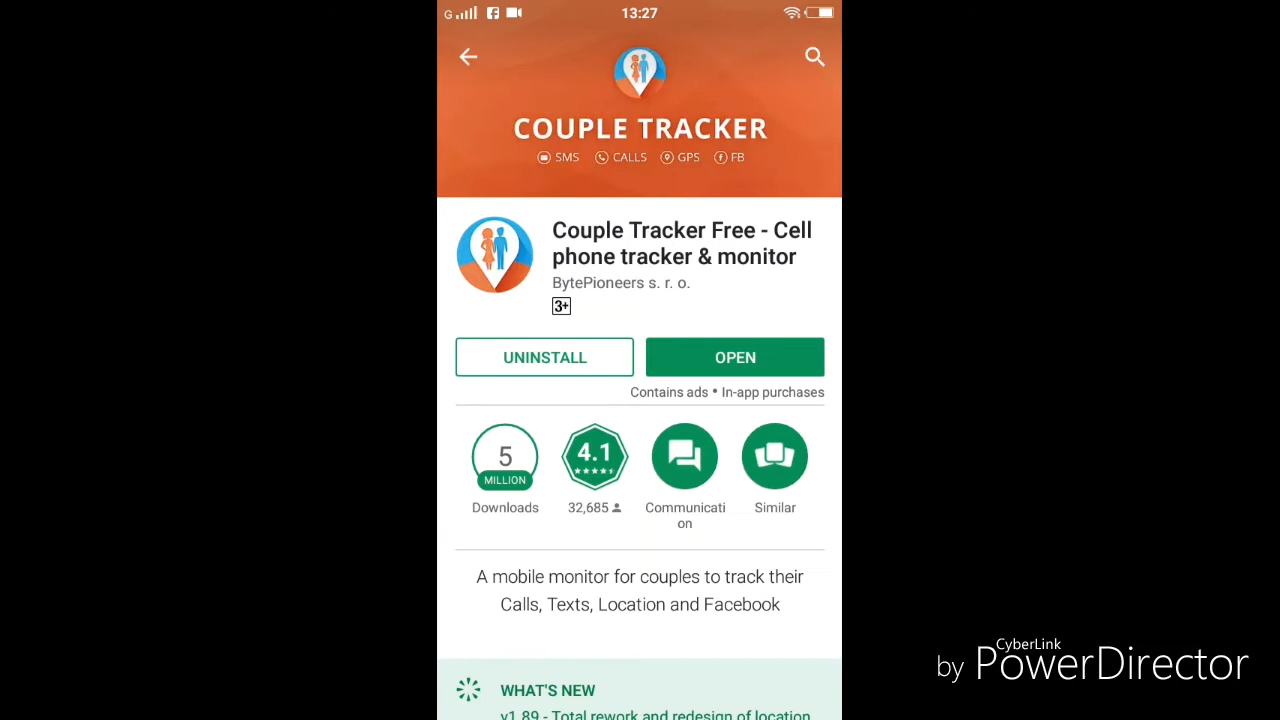 G 13:27
COUPLE TRACKER
SMS CALLS GPS FB
Couple Tracker Free - Cell
phone tracker & monitor
BytePioneers s. r. o.
3+
UNINSTALL OPEN
Contains ads • In-app purchases
5
MILLION
4.1
Downloads 32,685 Communicati
on
Similar
A mobile monitor for couples to track their
Calls, Texts, Location and Facebook
WHAT'S NEW
v1.89 - Total rework and redesign of location
CyberLink
by PowerDirector